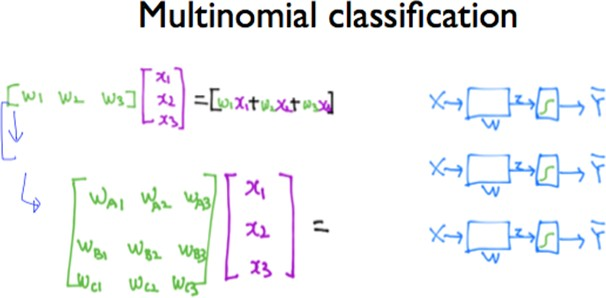 Multinomial classification
[w1 w2 w3] [x1 x2 x3] = [w1x1+w2x2+w3x3]
[wA1 wA2 wA3
wB1 wB2 wB3
wC1 wC2 wC3] [x1 x2 x3] =
X → W z → Ȳ
X → W z → Ȳ
X → W z → Ȳ